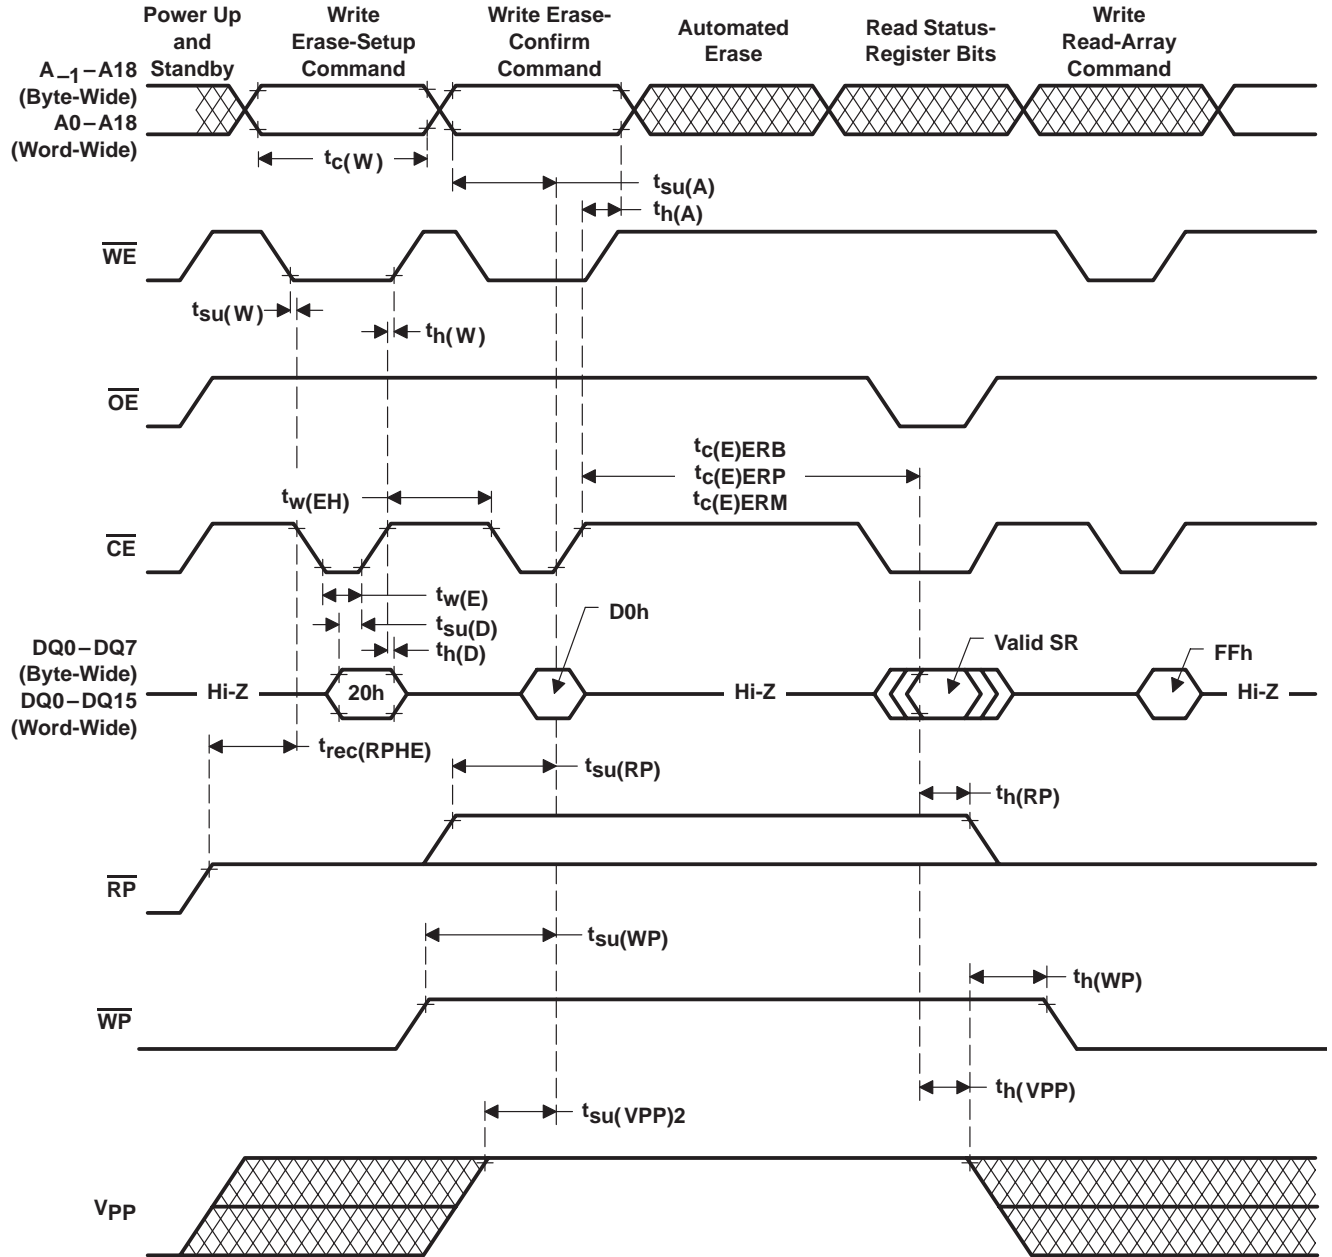 Power Up
and
Standby
Write
Erase-Setup
Command
Write Erase-
Confirm
Command
Automated
Erase
Read Status-
Register Bits
Write
Read-Array
Command
A–1–A18
(Byte-Wide)
A0–A18
(Word-Wide)
tc(W)
tsu(A)
th(A)
WE
tsu(W)
th(W)
OE
tc(E)ERB
tc(E)ERP
tc(E)ERM
tw(EH)
CE
tw(E)
tsu(D)
th(D)
D0h
Valid SR
FFh
DQ0–DQ7
(Byte-Wide)
DQ0–DQ15
(Word-Wide)
Hi-Z
20h
Hi-Z
Hi-Z
trec(RPHE)
tsu(RP)
th(RP)
RP
tsu(WP)
th(WP)
WP
th(VPP)
tsu(VPP)2
VPP